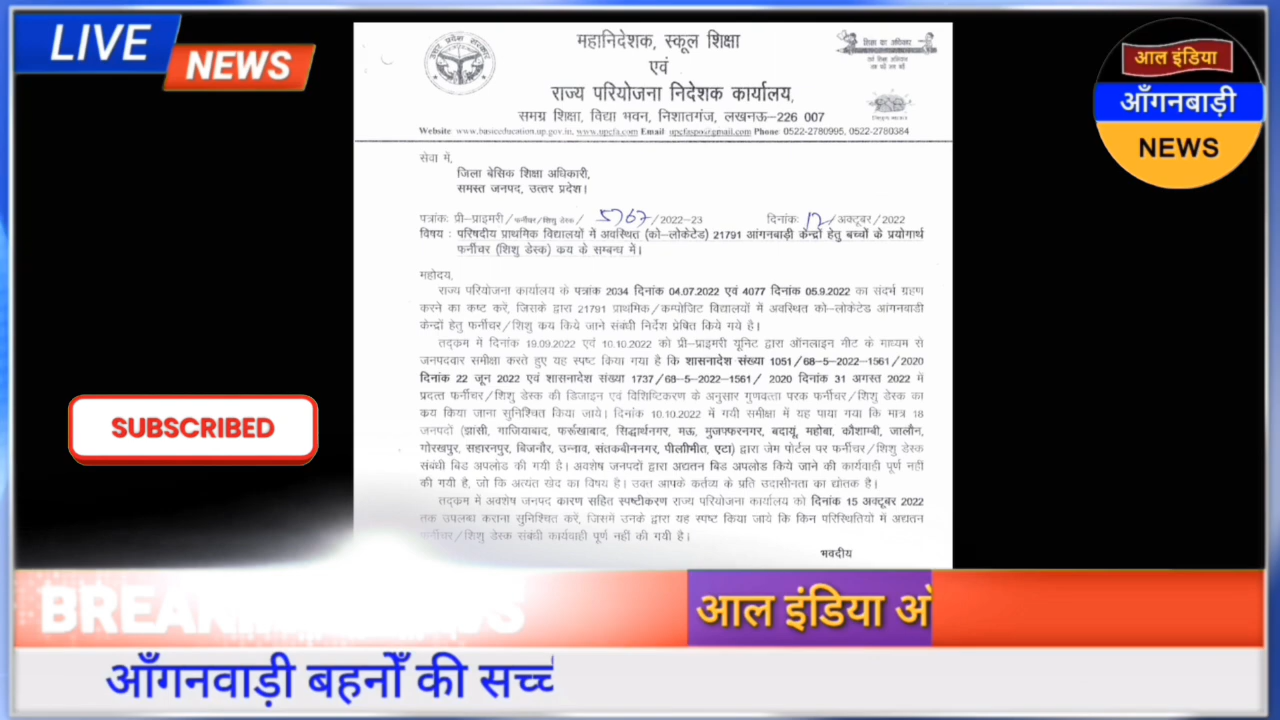 LIVE
NEWS
आल इंडिया
आँगनबाड़ी
NEWS
महानिदेशक, स्कूल शिक्षा
एवं
राज्य परियोजना निदेशक कार्यालय,
समग्र शिक्षा, विद्या भवन, निशातगंज, लखनऊ–226 007
Website www.basiceducation.up.gov.in, www.upefa.com Email upefaspo@gmail.com Phone 0522-2780995, 0522-2780384
सेवा में,
जिला बेसिक शिक्षा अधिकारी,
समस्त जनपद, उत्तर प्रदेश।
पत्रांकः प्री–प्राइमरी/फर्नीचर/शिशु डेस्क/ 5767/2022-23 दिनांकः 12/अक्टूबर/2022
विषय : परिषदीय प्राथमिक विद्यालयों में अवस्थित (को–लोकेटेड) 21791 आंगनबाड़ी केन्द्रों हेतु बच्चों के प्रयोगार्थ
फर्नीचर (शिशु डेस्क) क्रय के सम्बन्ध में।
महोदय,
राज्य परियोजना कार्यालय के पत्रांक 2034 दिनांक 04.07.2022 एवं 4077 दिनांक 05.9.2022 का संदर्भ ग्रहण
करने का कष्ट करें, जिसके द्वारा 21791 प्राथमिक/कम्पोजिट विद्यालयों में अवस्थित को–लोकेटेड आंगनवाडी
केन्द्रों हेतु फर्नीचर/शिशु क्रय किये जाने संबंधी निर्देश प्रेषित किये गये है।
तद्क्रम में दिनांक 19.09.2022 एवं 10.10.2022 को प्री–प्राइमरी यूनिट द्वारा ऑनलाइन मीट के माध्यम से
जनपदवार समीक्षा करते हुए यह स्पष्ट किया गया है कि शासनादेश संख्या 1051/68-5-2022-1561/2020
दिनांक 22 जून 2022 एवं शासनादेश संख्या 1737/68-5-2022-1561/ 2020 दिनांक 31 अगस्त 2022 में
प्रदत्त फर्नीचर/शिशु डेस्क की डिजाइन एवं विशिष्टिकरण के अनुसार गुणवत्ता परक फर्नीचर/शिशु डेस्क का
क्रय किया जाना सुनिश्चित किया जाये। दिनांक 10.10.2022 में गयी समीक्षा में यह पाया गया कि मात्र 18
जनपदों (झांसी, गाजियाबाद, फर्रूखाबाद, सिद्धार्थनगर, मऊ, मुजफ्फरनगर, बदायूं, महोबा, कौशाम्बी, जालौन,
गोरखपुर, सहारनपुर, बिजनौर, उन्नाव, संतकबीननगर, पीलीभीत, एटा) द्वारा जेम पोर्टल पर फर्नीचर/शिशु डेस्क
संबंधी बिड अपलोड की गयी है। अवशेष जनपदों द्वारा अद्यतन बिड अपलोड किये जाने की कार्यवाही पूर्ण नहीं
की गयी है, जो कि अत्यंत खेद का विषय है। उक्त आपके कर्तव्य के प्रति उदासीनता का द्योतक है।
तद्क्रम में अवशेष जनपद कारण सहित स्पष्टीकरण राज्य परियोजना कार्यालय को दिनांक 15 अक्टूबर 2022
तक उपलब्ध कराना सुनिश्चित करें, जिसमें उनके द्वारा यह स्पष्ट किया जाये कि किन परिस्थितियों में अद्यतन
फर्नीचर/शिशु डेस्क संबंधी कार्यवाही पूर्ण नहीं की गयी है।
भवदीय
SUBSCRIBED
आल इंडिया
आँगनवाड़ी बहनोँ की